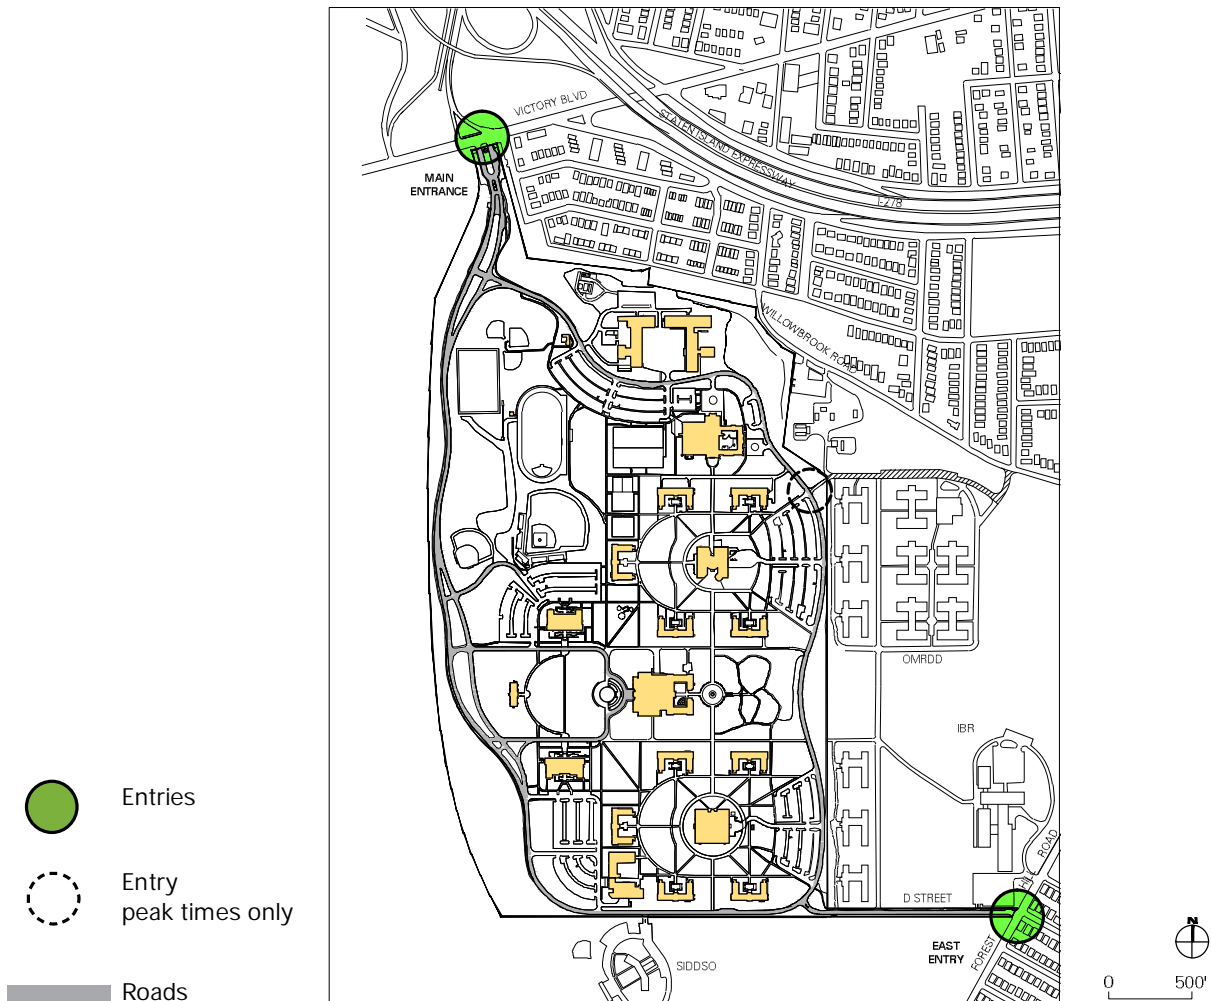 VICTORY BLVD
STATEN ISLAND EXPRESSWAY
I-278
MAIN
ENTRANCE
WILLOWBROOK ROAD
OMRDD
IBR
Entries
Entry
peak times only
Roads
D STREET
EAST
ENTRY
FOREST HILL ROAD
SIDDSO
N
0 500'